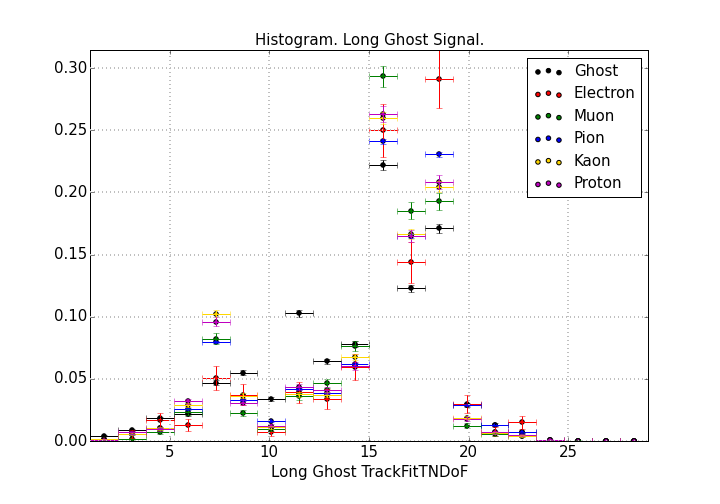 Histogram. Long Ghost Signal.
0.30
0.25
0.20
0.15
0.10
0.05
0.00
Ghost
Electron
Muon
Pion
Kaon
Proton
5
10
15
20
25
Long Ghost TrackFitTNDoF